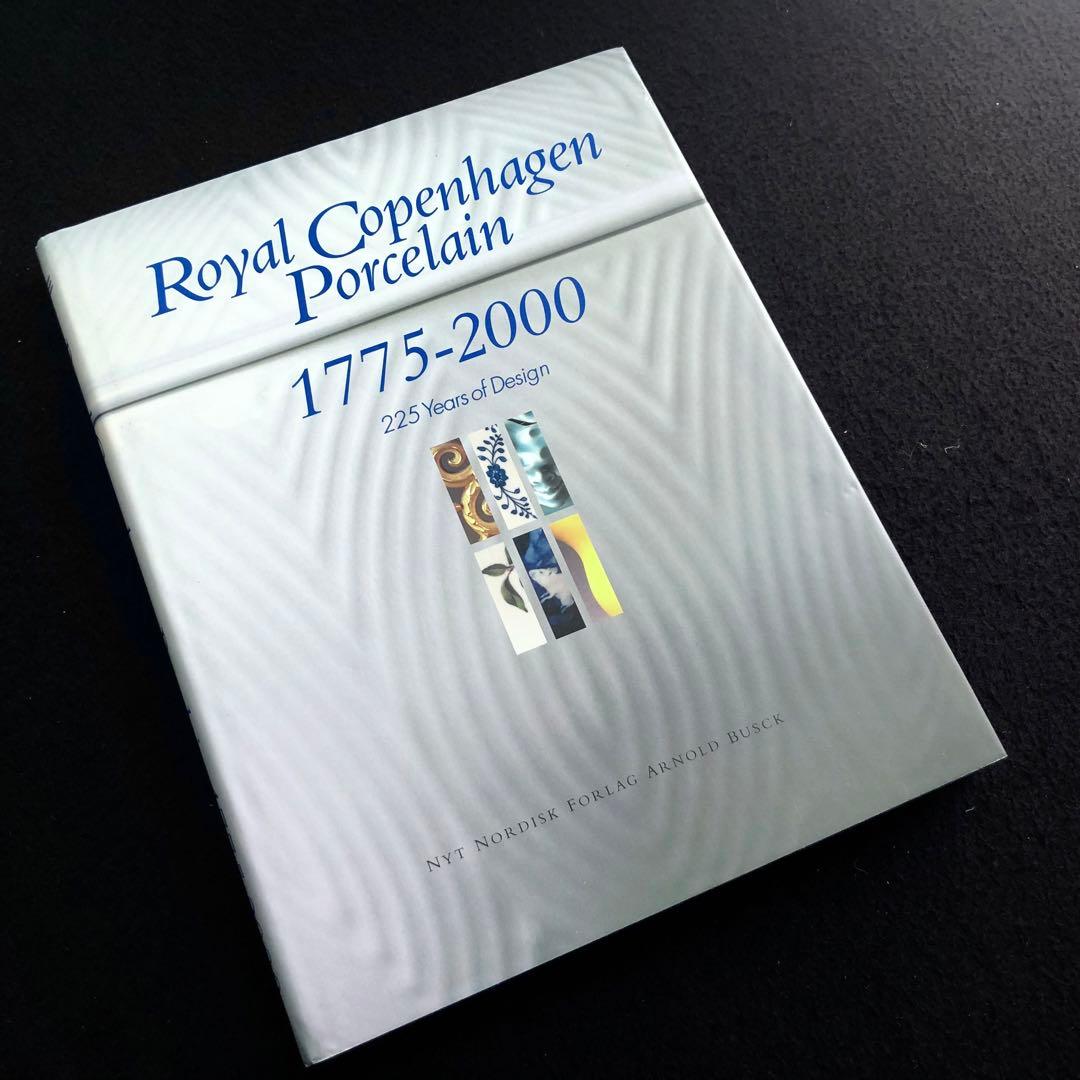 Royal Copenhagen
Porcelain
1775-2000
225 Years of Design
NYT NORDISK FORLAG ARNOLD BUSCK